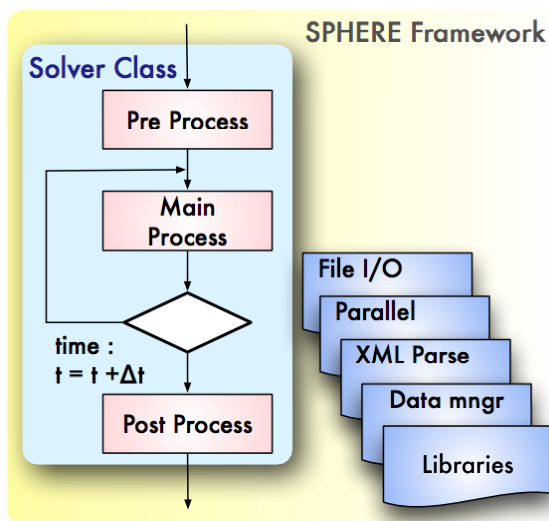 SPHERE Framework
Solver Class
Pre Process
Main
Process
time :
t = t +Δt
Post Process
File I/O
Parallel
XML Parse
Data mngr
Libraries